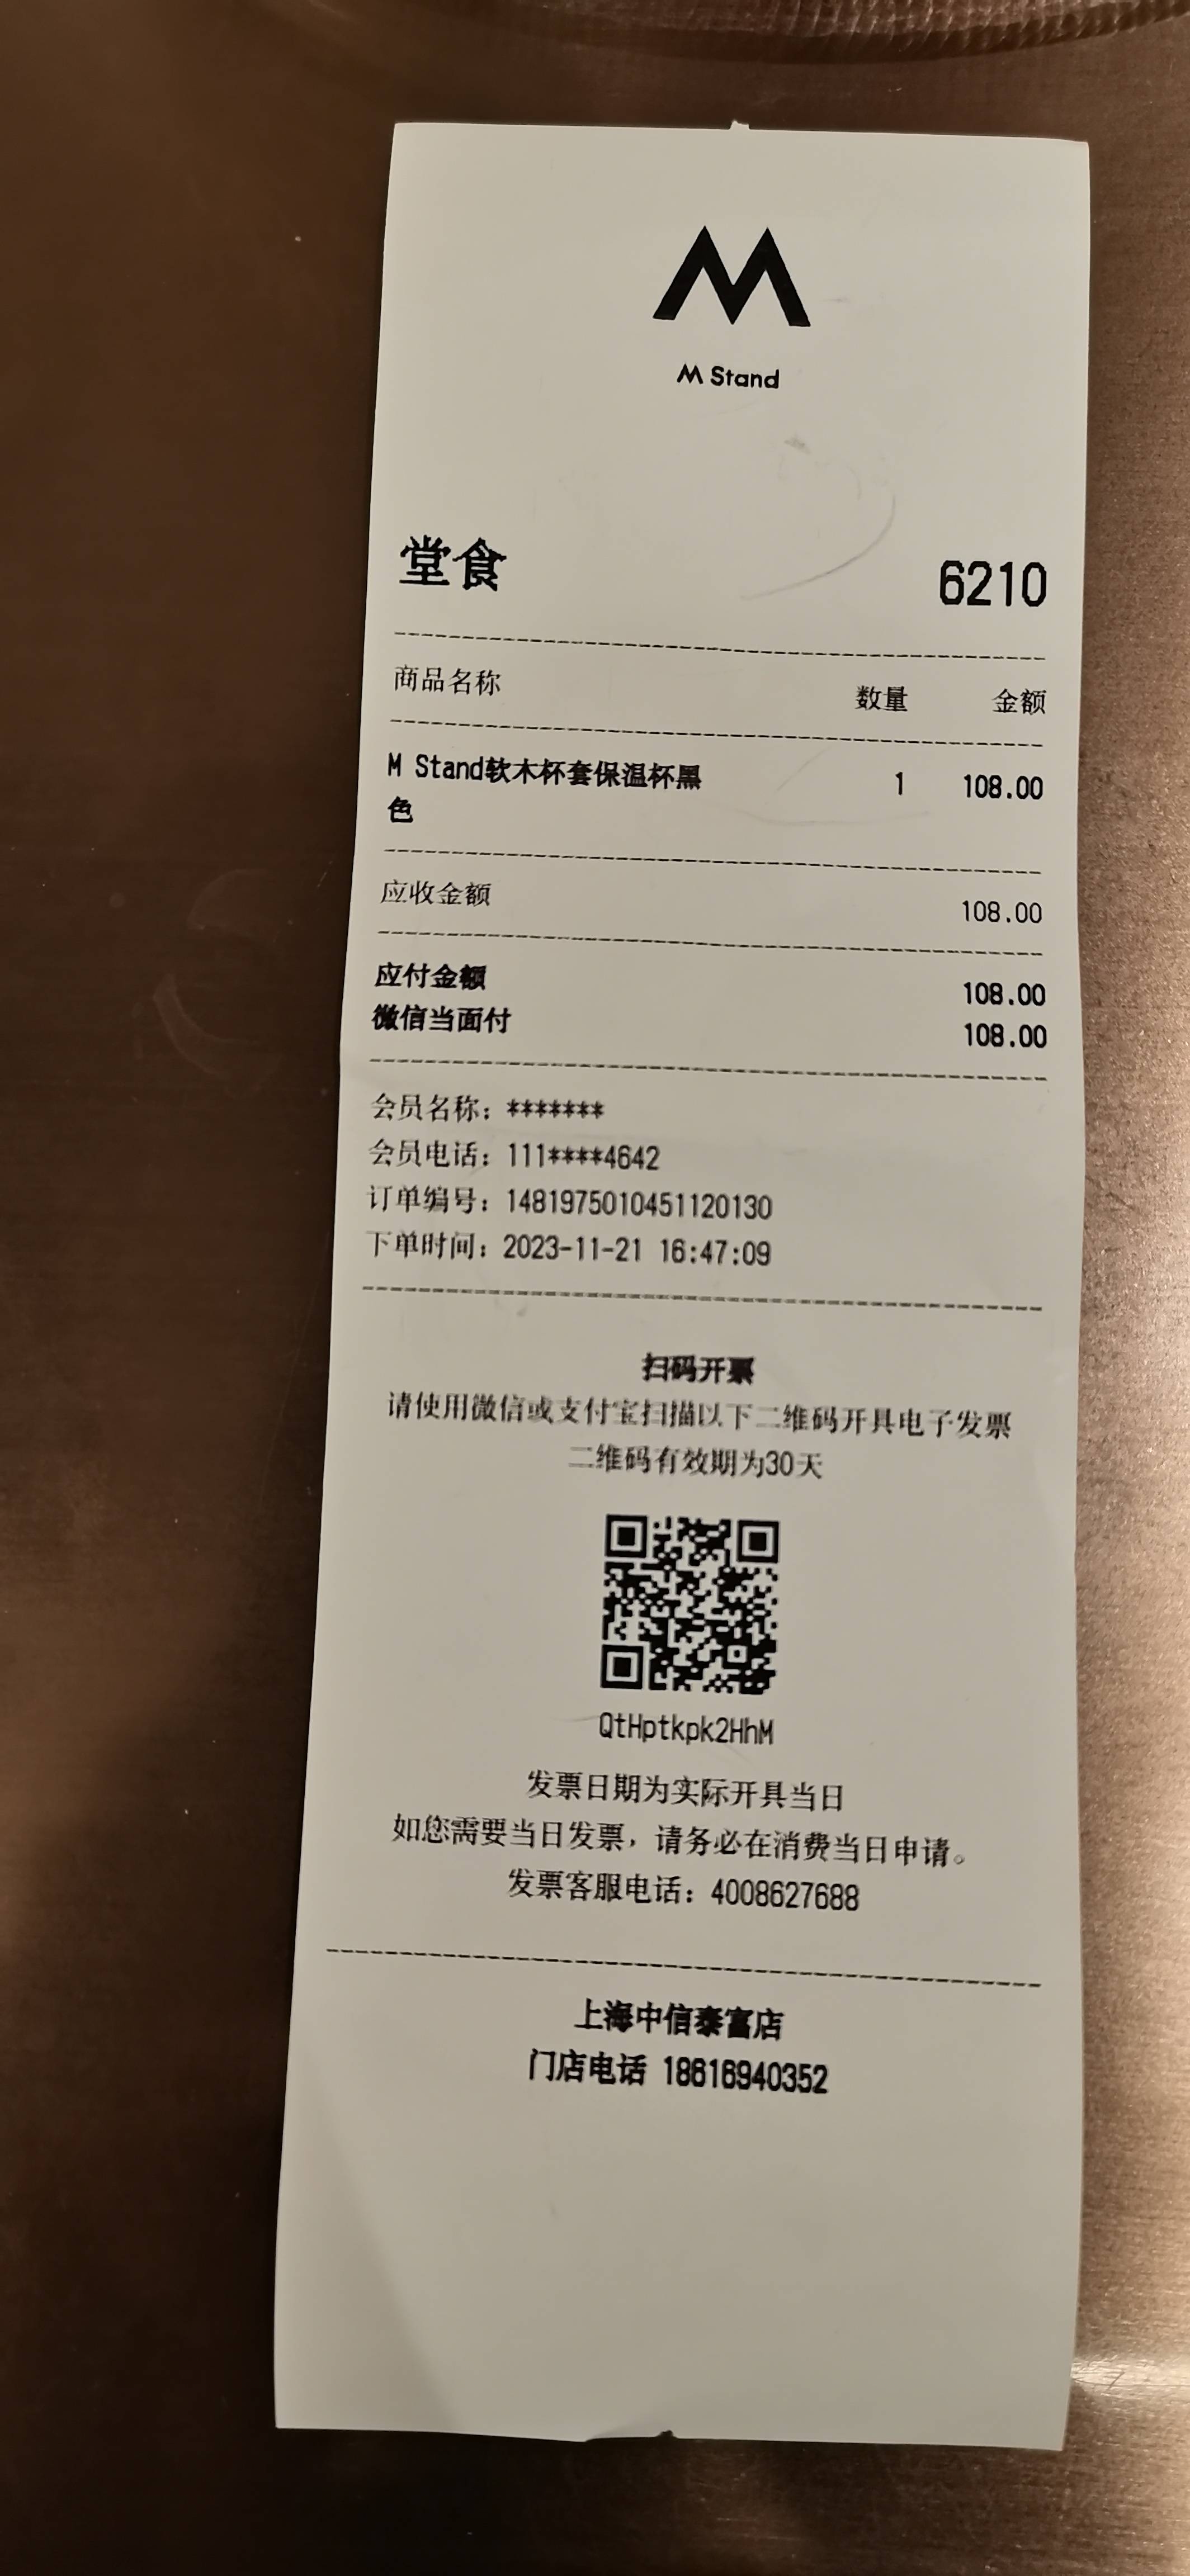 M
M Stand
堂食 6210
商品名称 数量 金额
M Stand软木杯套保温杯黑 1 108.00
色
应收金额 108.00
应付金额 108.00
微信当面付 108.00
会员名称：*******
会员电话：111****4642
订单编号：1481975010451120130
下单时间：2023-11-21 16:47:09
扫码开票
请使用微信或支付宝扫描以下二维码开具电子发票
二维码有效期为30天
QtHptkpk2HhM
发票日期为实际开具当日
如您需要当日发票，请务必在消费当日申请。
发票客服电话：4008627688
上海中信泰富店
门店电话 18616940352